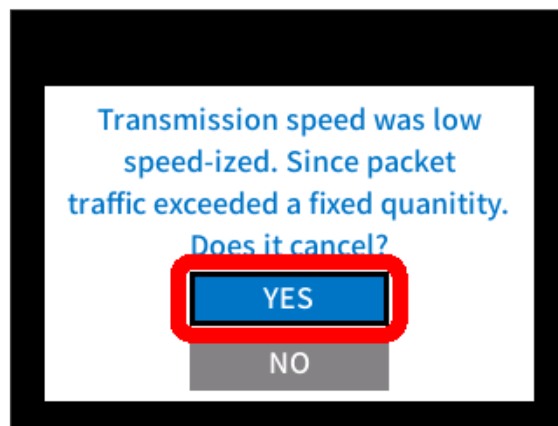 Transmission speed was low
speed-ized. Since packet
traffic exceeded a fixed quanitity.
Does it cancel?
YES
NO